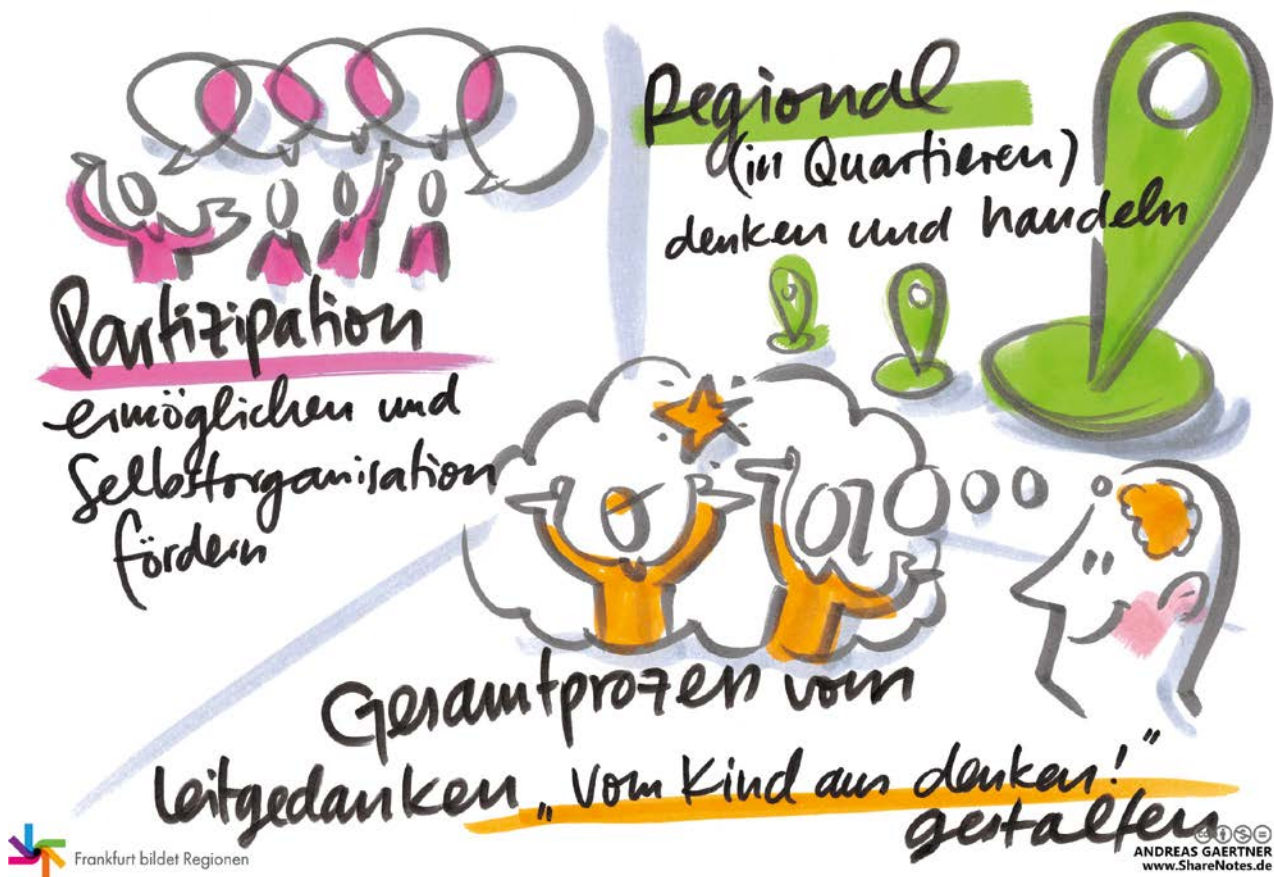 Partizipation
ermöglichen und
Selbstorganisation
fördern
Regional
(in Quartieren)
denken und handeln
Gesamtprozess vom
Leitgedanken „Vom Kind aus denken!"
gestalten
Frankfurt bildet Regionen
ANDREAS GAERTNER
www.ShareNotes.de